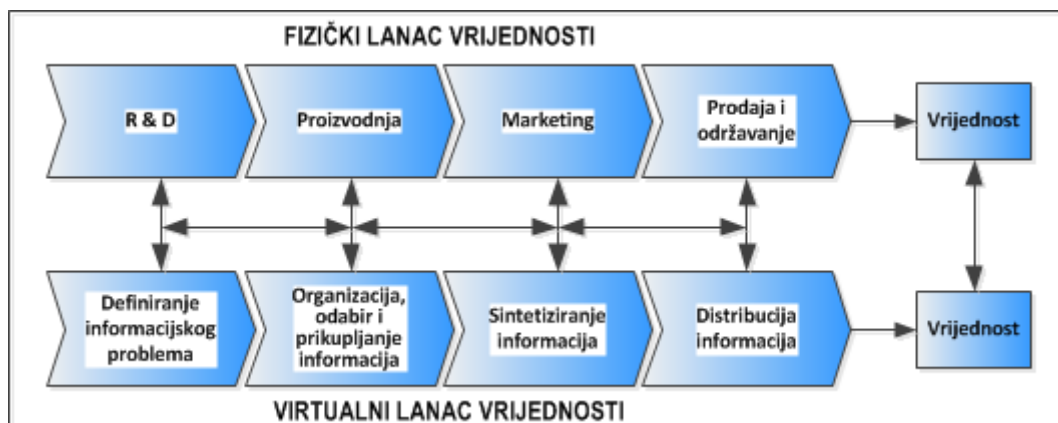 FIZIČKI LANAC VRIJEDNOSTI
R & D
Proizvodnja
Marketing
Prodaja i
održavanje
Vrijednost
Definiranje
informacijskog
problema
Organizacija,
odabir i
prikupljanje
informacija
Sintetiziranje
informacija
Distribucija
informacija
Vrijednost
VIRTUALNI LANAC VRIJEDNOSTI